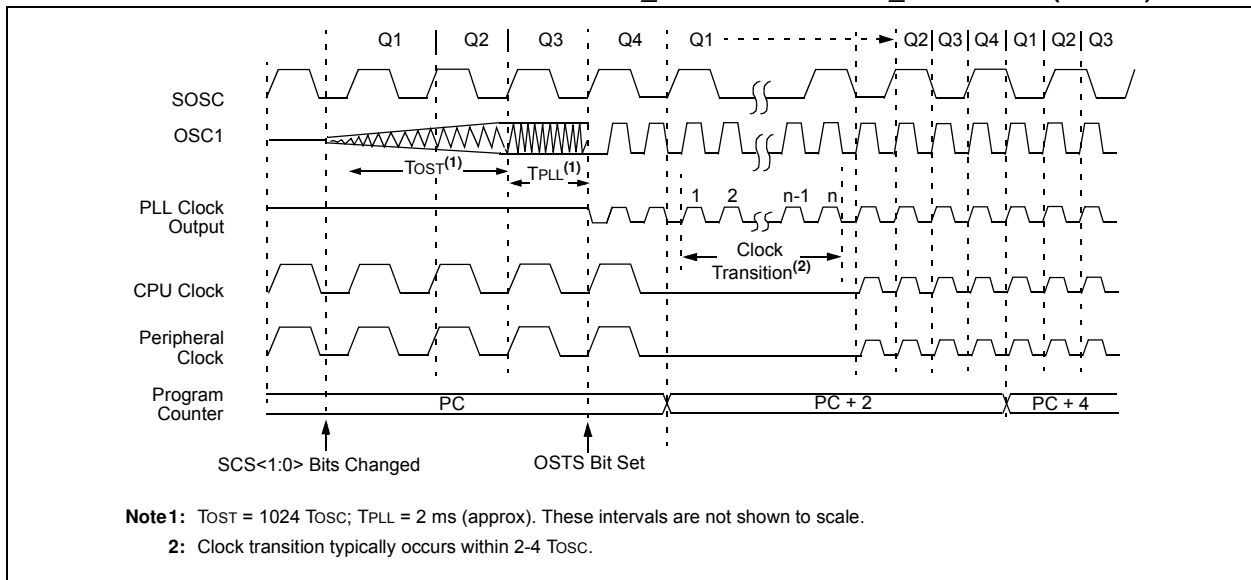 Q1 Q2 Q3 Q4 Q1 Q2 Q3 Q4 Q1 Q2 Q3
SOSC
OSC1
TOST(1) TPLL(1)
1 2 n-1 n
PLL Clock
Output
Clock
Transition(2)
CPU Clock
Peripheral
Clock
Program
Counter
PC PC + 2 PC + 4
SCS<1:0> Bits Changed OSTS Bit Set
Note1: TOST = 1024 TOSC; TPLL = 2 ms (approx). These intervals are not shown to scale.
2: Clock transition typically occurs within 2-4 TOSC.